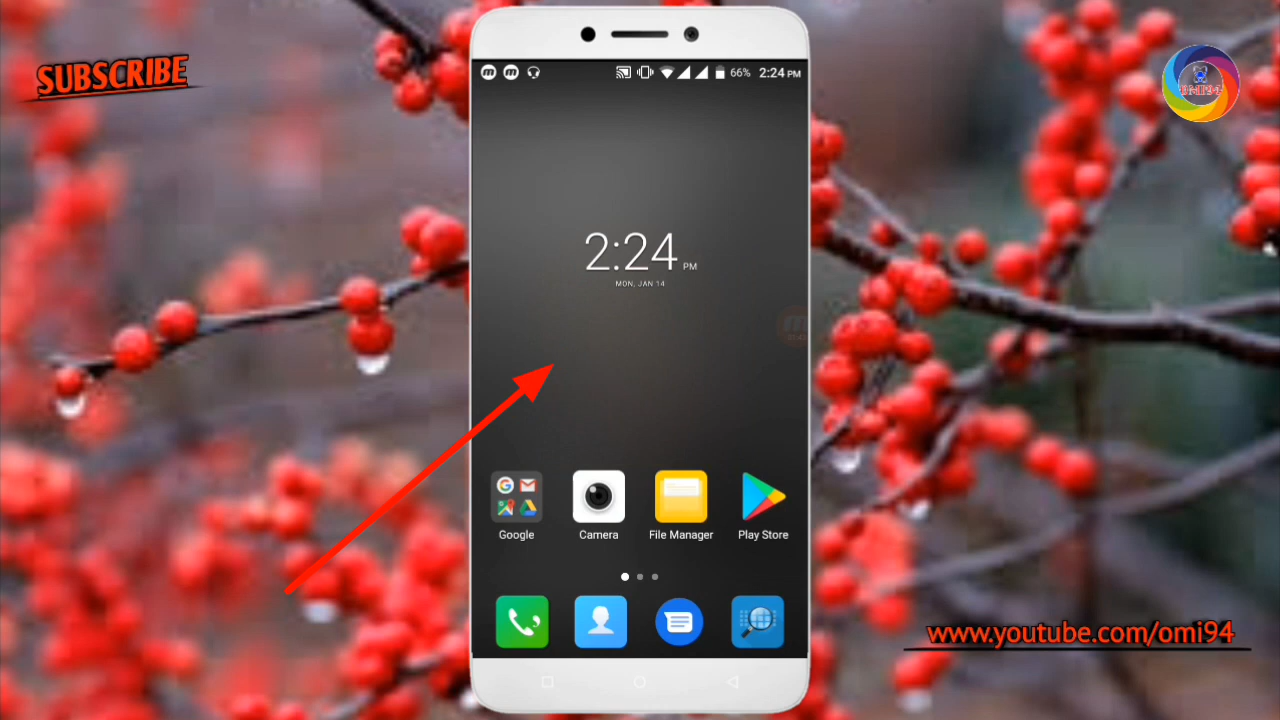 SUBSCRIBE
OMI94
66% 2:24 PM
2:24 PM
MON, JAN 14
Google
Camera
File Manager
Play Store
www.youtube.com/omi94